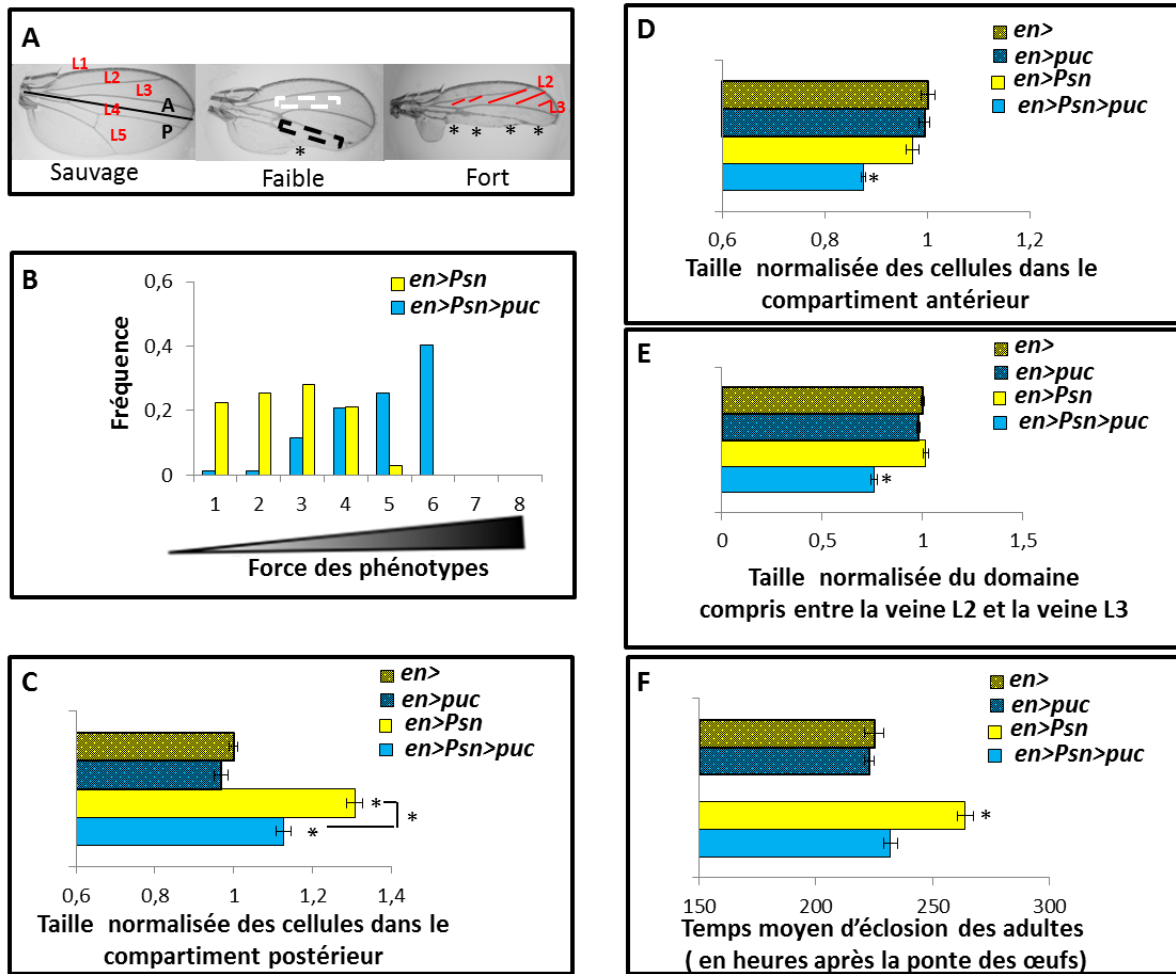 A
L1
L2
L3
L4
L5
A
P
L2
L3
*
* * * *
Sauvage
Faible
Fort
B
en>Psn
en>Psn>puc
Fréquence
0,6
0,4
0,2
0
1 2 3 4 5 6 7 8
Force des phénotypes
C
en>
en>puc
en>Psn
en>Psn>puc
*
*
*
0,6 0,8 1 1,2 1,4
Taille normalisée des cellules dans le
compartiment postérieur
D
en>
en>puc
en>Psn
en>Psn>puc
*
0,6 0,8 1 1,2
Taille normalisée des cellules dans le
compartiment antérieur
E
en>
en>puc
en>Psn
en>Psn>puc
*
0 0,5 1 1,5
Taille normalisée du domaine
compris entre la veine L2 et la veine L3
F
en>
en>puc
en>Psn
en>Psn>puc
*
150 200 250 300
Temps moyen d'éclosion des adultes
( en heures après la ponte des œufs)